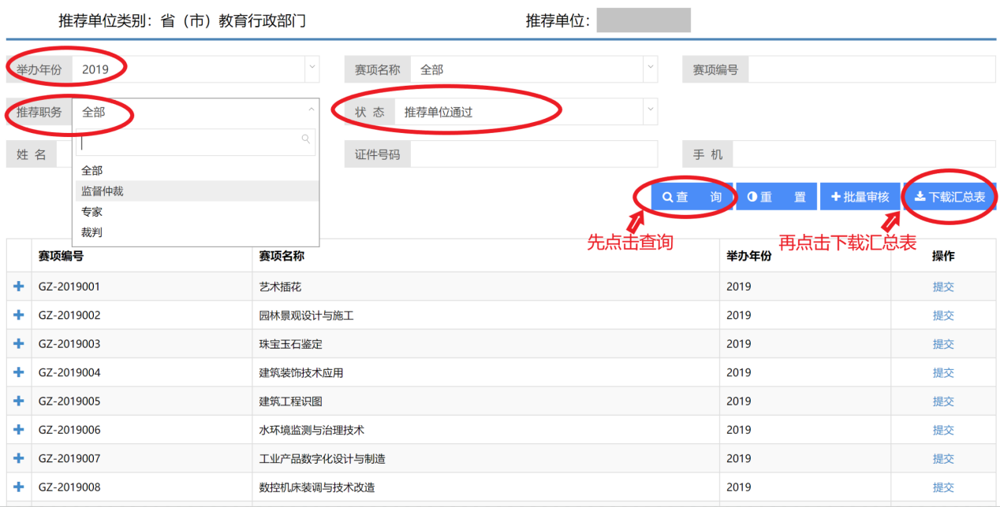 推荐单位类别：省（市）教育行政部门 推荐单位：
举办年份 2019 赛项名称 全部 赛项编号
推荐职务 全部 状 态 推荐单位通过
姓 名 证件号码 手 机
全部
监督仲裁
专家
裁判
查 询 重 置 批量审核 下载汇总表
先点击查询 再点击下载汇总表
赛项编号 赛项名称 举办年份 操作
GZ-2019001 艺术插花 2019 提交
GZ-2019002 园林景观设计与施工 2019 提交
GZ-2019003 珠宝玉石鉴定 2019 提交
GZ-2019004 建筑装饰技术应用 2019 提交
GZ-2019005 建筑工程识图 2019 提交
GZ-2019006 水环境监测与治理技术 2019 提交
GZ-2019007 工业产品数字化设计与制造 2019 提交
GZ-2019008 数控机床装调与技术改造 2019 提交